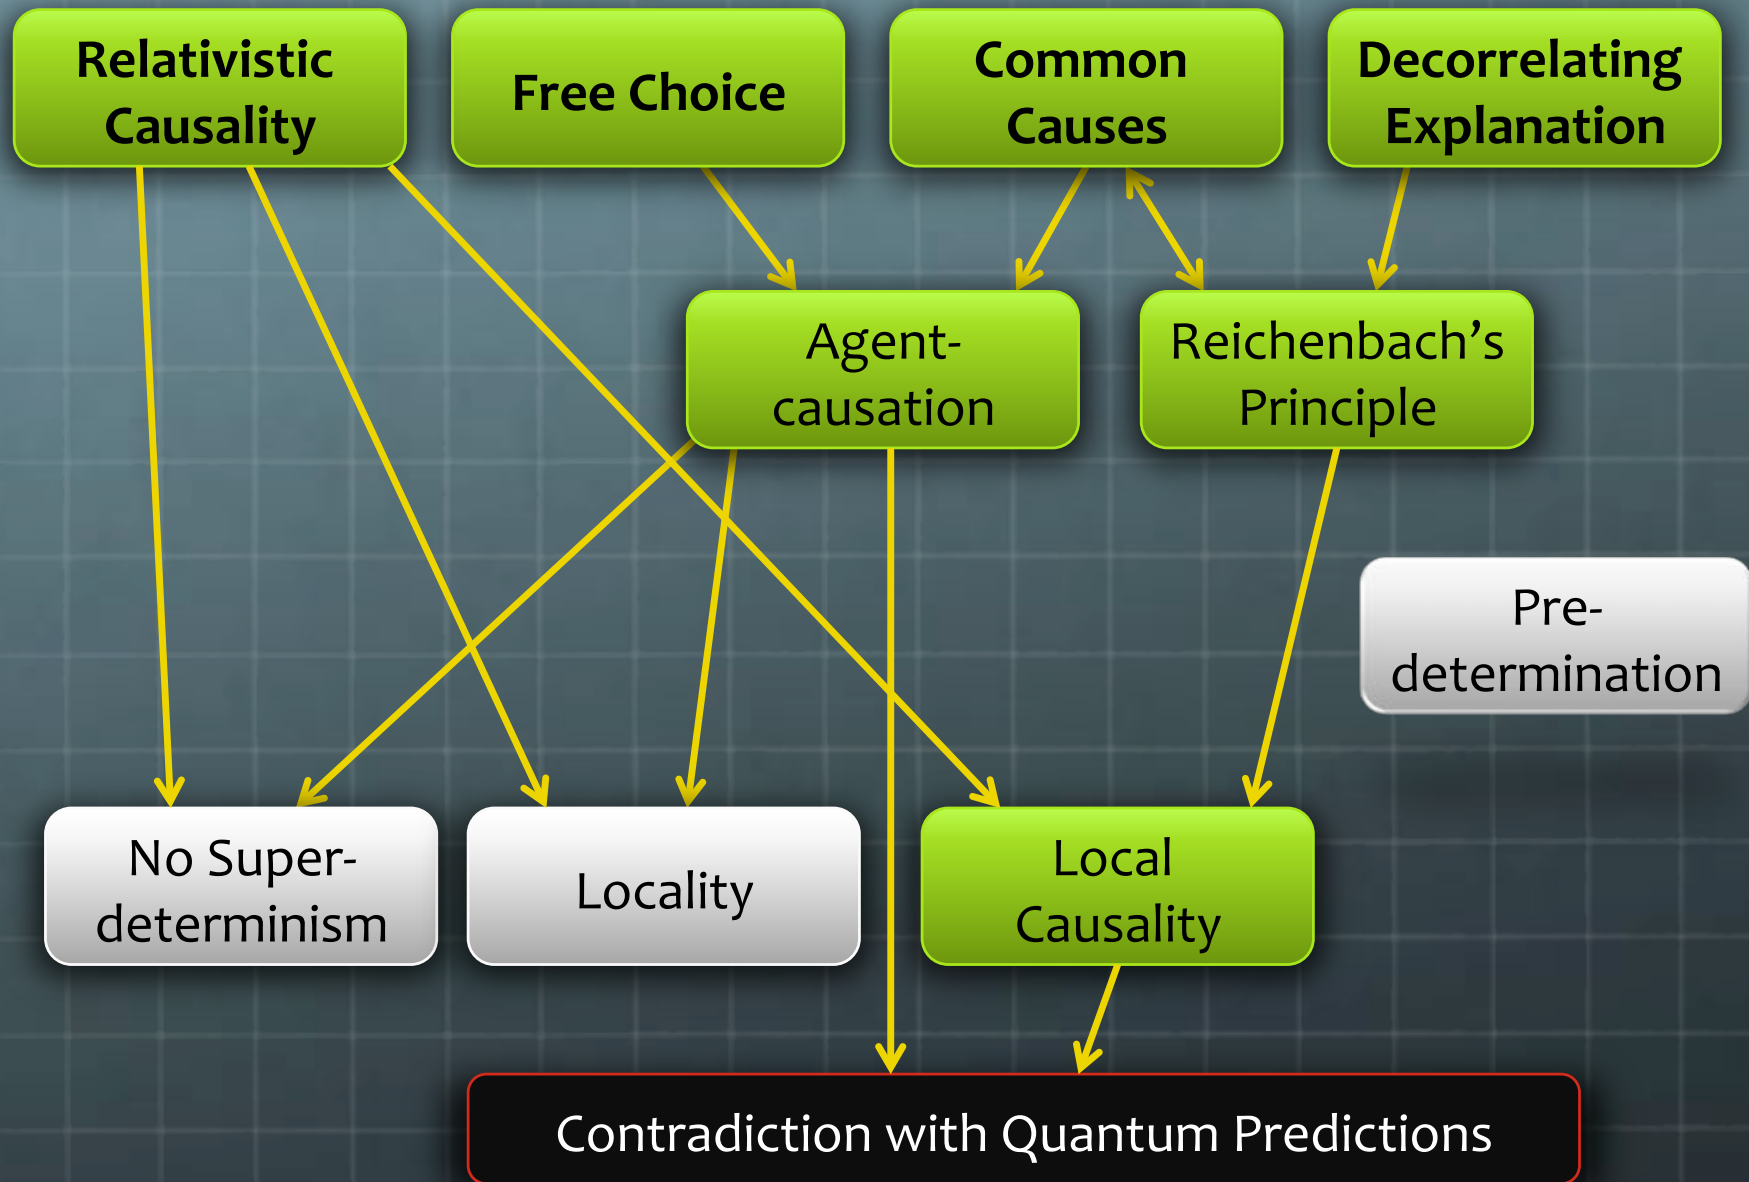 Relativistic
Causality
Free Choice
Common
Causes
Decorrelating
Explanation
Agent-
causation
Reichenbach’s
Principle
Pre-
determination
No Super-
determinism
Locality
Local
Causality
Contradiction with Quantum Predictions